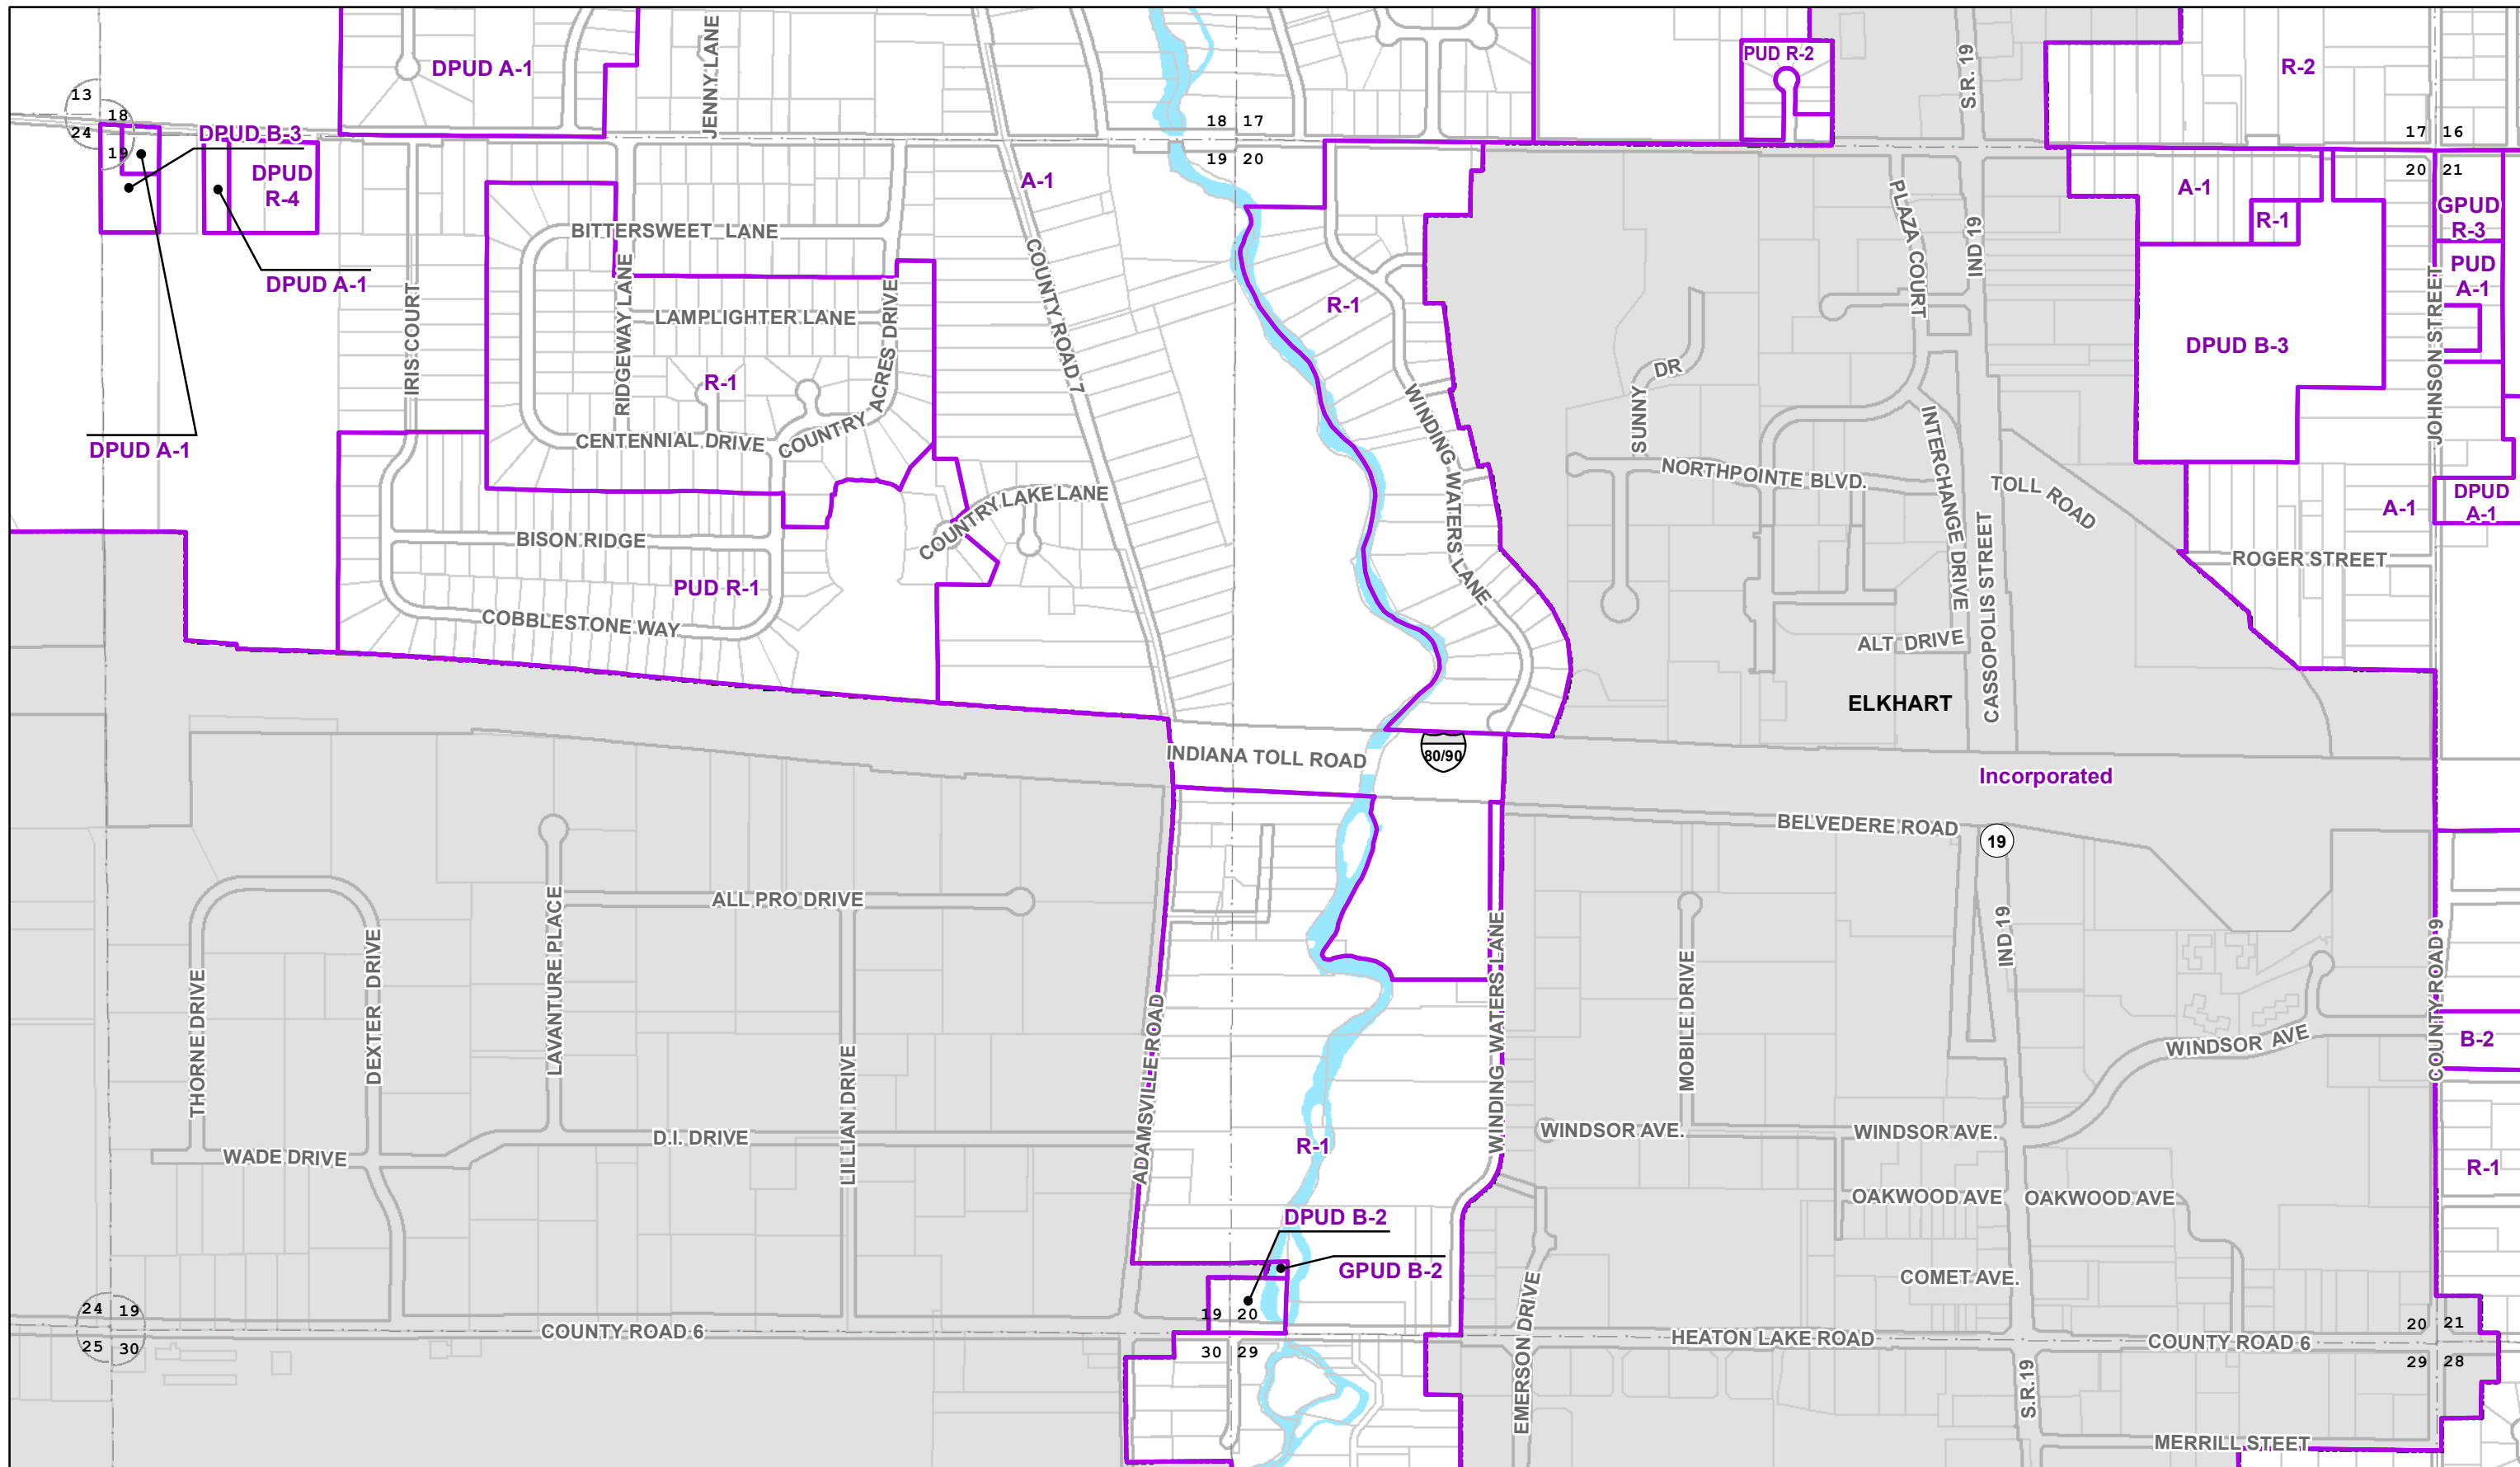 DPUD A-1
JENNY LANE
PUD R-2
S.R. 19
R-2
13
18
24
19
DPUD B-3
DPUD
R-4
DPUD A-1
DPUD A-1
18
17
19
20
17
16
20
21
A-1
A-1
R-1
GPUD
R-3
PUD
A-1
BITTERSWEET LANE
RIDGEWAY LANE
IRIS COURT
LAMPLIGHTER LANE
COUNTRY ACRES DRIVE
R-1
CENTENNIAL DRIVE
COUNTY ROAD 7
R-1
WINDING WATERS LANE
PLAZA COURT
IND 19
SUNNY DR
DPUD B-3
JOHNSON STREET
INTERCHANGE DRIVE
NORTHPOINTE BLVD.
TOLL ROAD
A-1
DPUD
A-1
COUNTRY LAKE LANE
BISON RIDGE
PUD R-1
COBBLESTONE WAY
ROGER STREET
CASSOPOLIS STREET
ALT DRIVE
ELKHART
INDIANA TOLL ROAD
80/90
Incorporated
BELVEDERE ROAD
19
ALL PRO DRIVE
THORNE DRIVE
DEXTER DRIVE
LAVANTURE PLACE
LILLIAN DRIVE
ADAMSVILLE ROAD
WINDING WATERS LANE
MOBILE DRIVE
IND 19
COUNTY ROAD 9
B-2
WINDSOR AVE
WADE DRIVE
D.I. DRIVE
R-1
WINDSOR AVE.
WINDSOR AVE.
R-1
OAKWOOD AVE
OAKWOOD AVE
DPUD B-2
GPUD B-2
COMET AVE.
EMERSON DRIVE
24
19
25
30
19
20
30
29
20
21
29
28
COUNTY ROAD 6
HEATON LAKE ROAD
COUNTY ROAD 6
S.R.19
MERRILL STEET